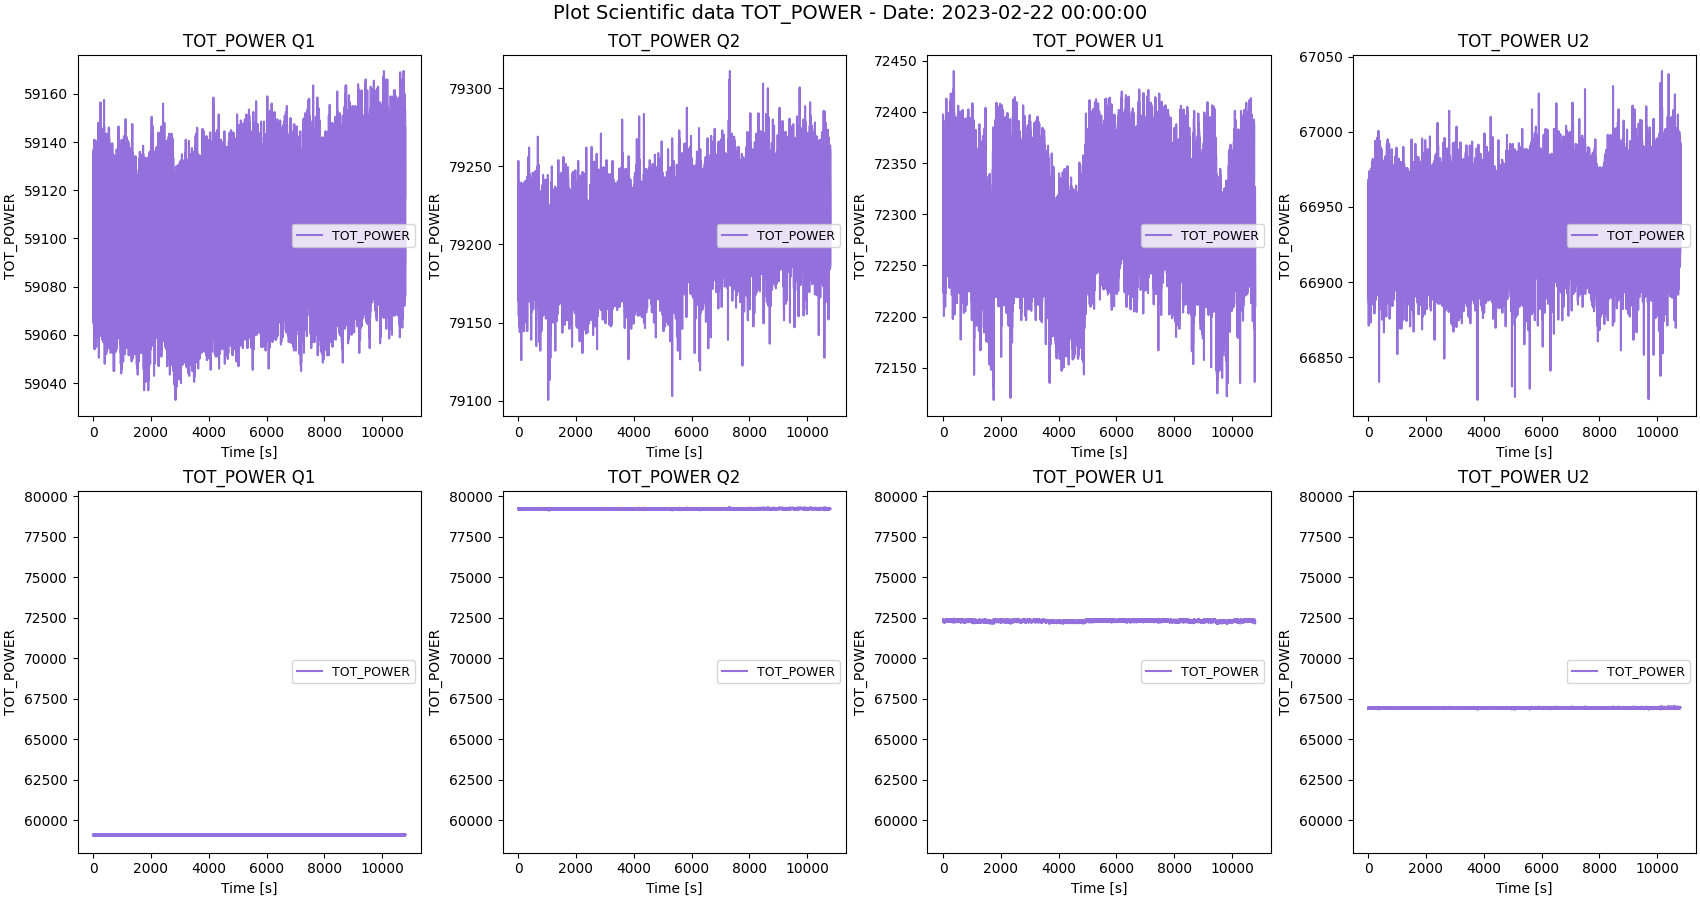 Plot Scientific data TOT_POWER - Date: 2023-02-22 00:00:00
TOT_POWER Q1
TOT_POWER
59160
59140
59120
59100
59080
59060
59040
TOT_POWER
0 2000 4000 6000 8000 10000
Time [s]
TOT_POWER Q2
TOT_POWER
79300
79250
79200
79150
79100
TOT_POWER
0 2000 4000 6000 8000 10000
Time [s]
TOT_POWER U1
TOT_POWER
72450
72400
72350
72300
72250
72200
72150
TOT_POWER
0 2000 4000 6000 8000 10000
Time [s]
TOT_POWER U2
TOT_POWER
67050
67000
66950
66900
66850
TOT_POWER
0 2000 4000 6000 8000 10000
Time [s]
TOT_POWER Q1
TOT_POWER
80000
77500
75000
72500
70000
67500
65000
62500
60000
TOT_POWER
0 2000 4000 6000 8000 10000
Time [s]
TOT_POWER Q2
TOT_POWER
80000
77500
75000
72500
70000
67500
65000
62500
60000
TOT_POWER
0 2000 4000 6000 8000 10000
Time [s]
TOT_POWER U1
TOT_POWER
80000
77500
75000
72500
70000
67500
65000
62500
60000
TOT_POWER
0 2000 4000 6000 8000 10000
Time [s]
TOT_POWER U2
TOT_POWER
80000
77500
75000
72500
70000
67500
65000
62500
60000
TOT_POWER
0 2000 4000 6000 8000 10000
Time [s]